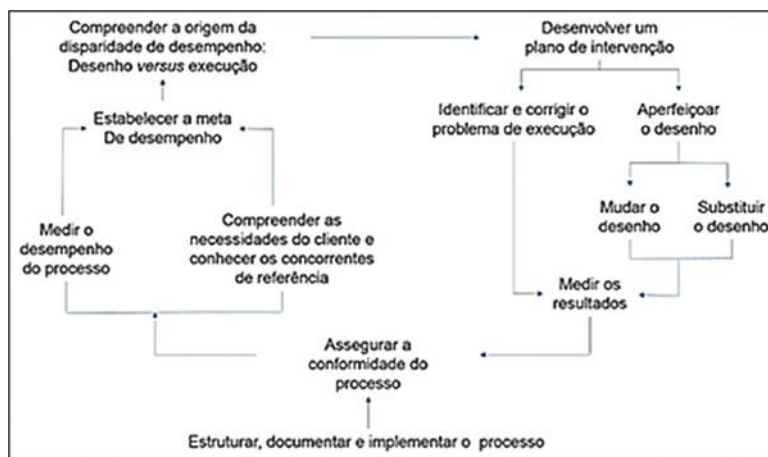 Compreender a origem da
disparidade de desempenho:
Desenho versus execução
Desenvolver um
plano de intervenção
Estabelecer a meta
De desempenho
Identificar e corrigir o
problema de execução
Aperfeiçoar
o desenho
Medir o
desempenho
do processo
Compreender as
necessidades do cliente e
conhecer os concorrentes
de referência
Mudar o
desenho
Substituir
o desenho
Medir os
resultados
Assegurar a
conformidade do
processo
Estruturar, documentar e implementar o processo